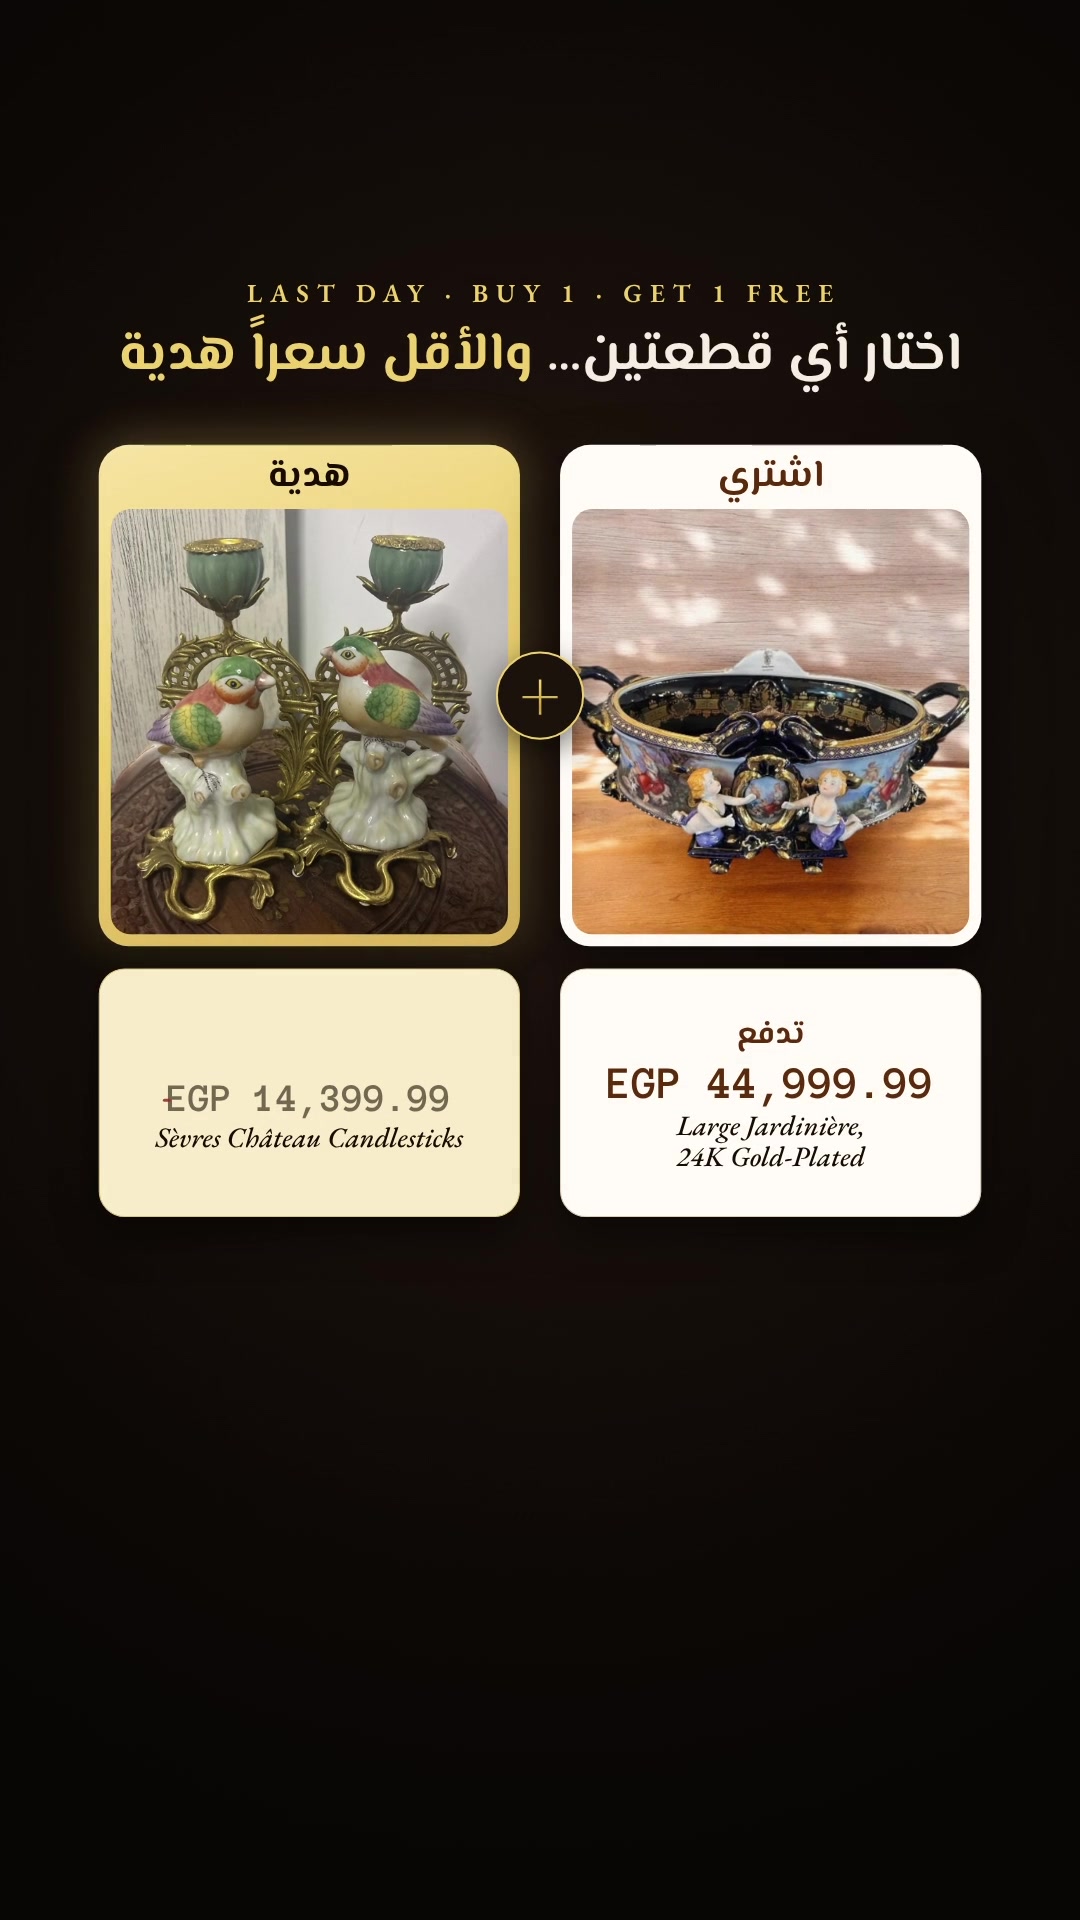 LAST DAY · BUY 1 · GET 1 FREE
اختار أي قطعتين... والأقل سعراً هدية
اشتري
هدية
تدفع
EGP 44,999.99
Large Jardinière,
24K Gold-Plated
EGP 14,399.99
Sèvres Château Candlesticks